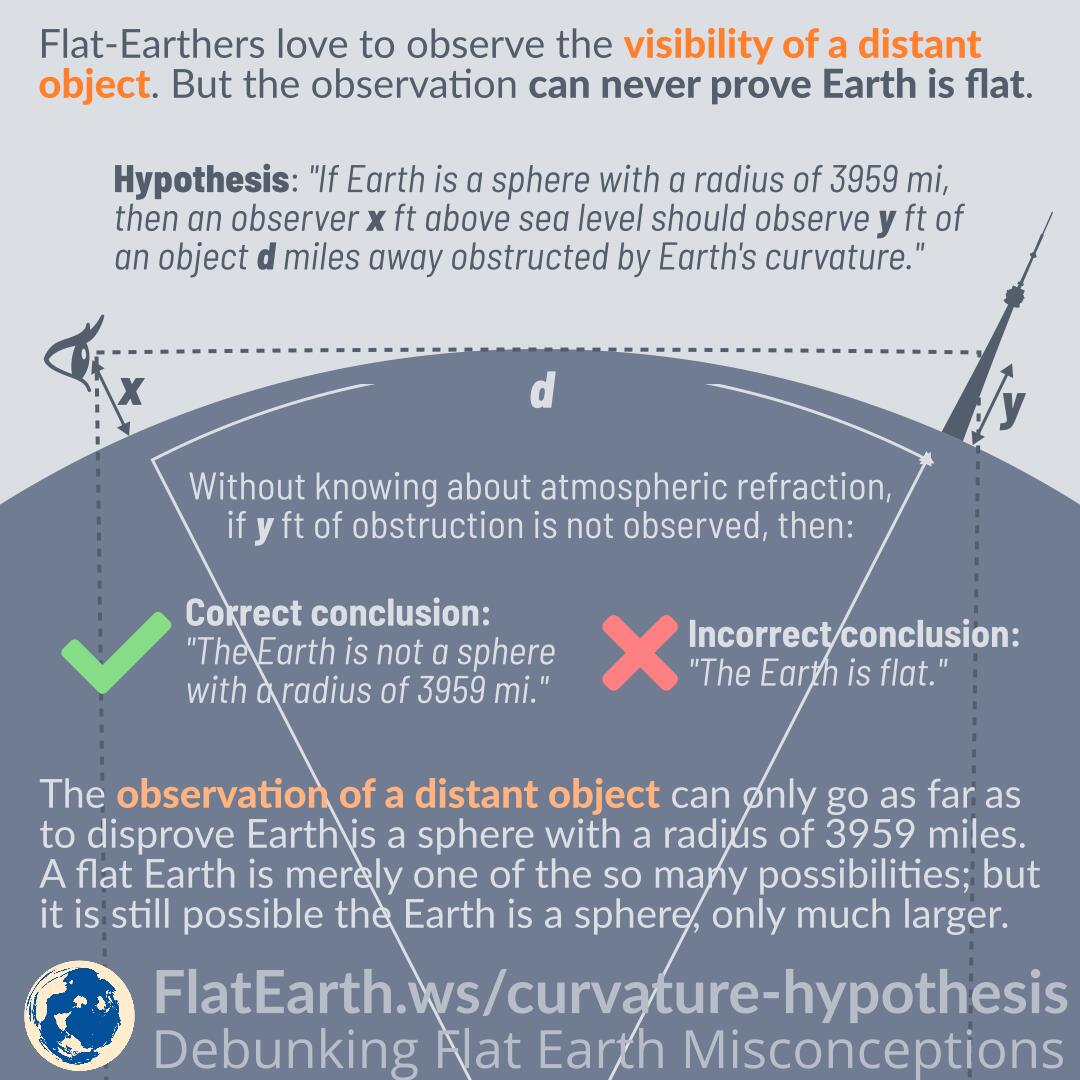 Flat-Earthers love to observe the visibility of a distant
object. But the observation can never prove Earth is flat.
Hypothesis: "If Earth is a sphere with a radius of 3959 mi,
then an observer x ft above sea level should observe y ft of
an object d miles away obstructed by Earth's curvature."
x
d
y
Without knowing about atmospheric refraction,
if y ft of obstruction is not observed, then:
Correct conclusion:
"The Earth is not a sphere
with a radius of 3959 mi."
Incorrect conclusion:
"The Earth is flat."
The observation of a distant object can only go as far as
to disprove Earth is a sphere with a radius of 3959 miles.
A flat Earth is merely one of the so many possibilities; but
it is still possible the Earth is a sphere, only much larger.
FlatEarth.ws/curvature-hypothesis
Debunking Flat Earth Misconceptions